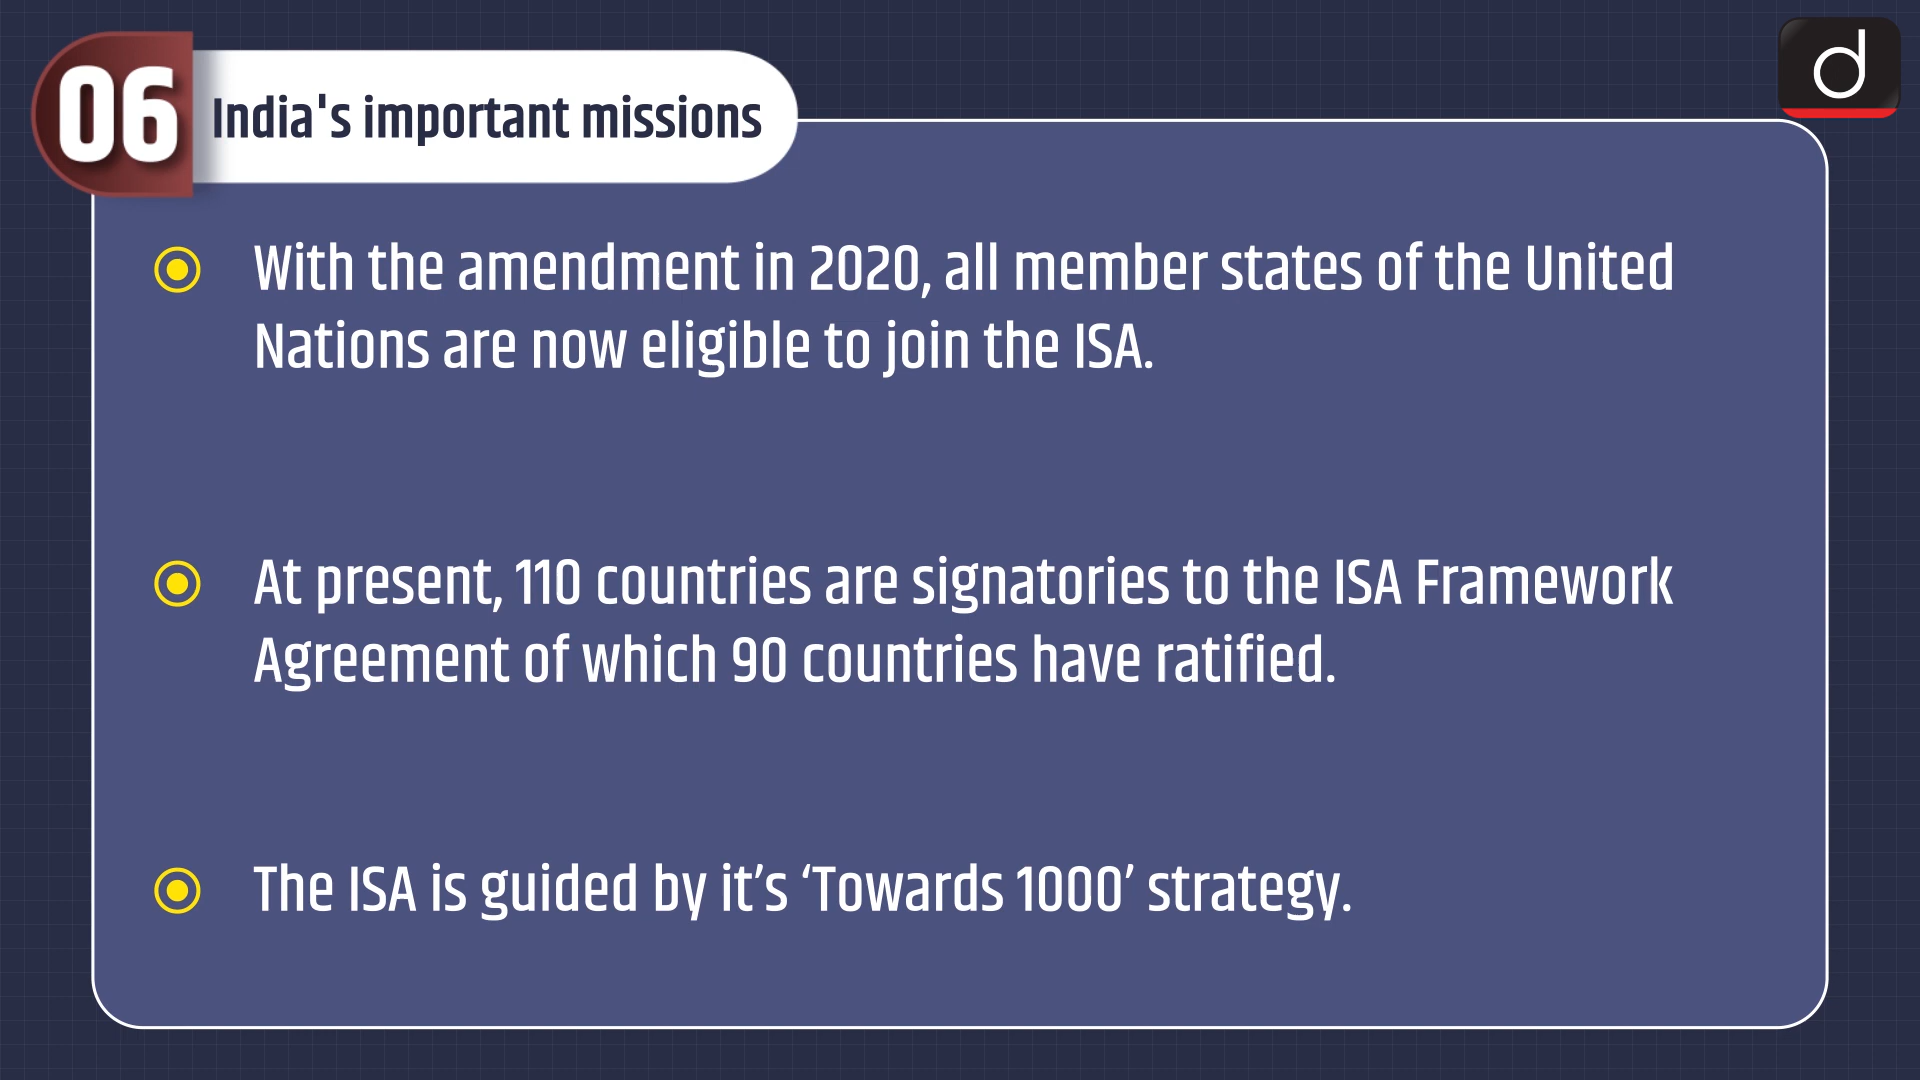 06
India's important missions
d
With the amendment in 2020, all member states of the United
Nations are now eligible to join the ISA.
At present, 110 countries are signatories to the ISA Framework
Agreement of which 90 countries have ratified.
The ISA is guided by it’s ‘Towards 1000’ strategy.